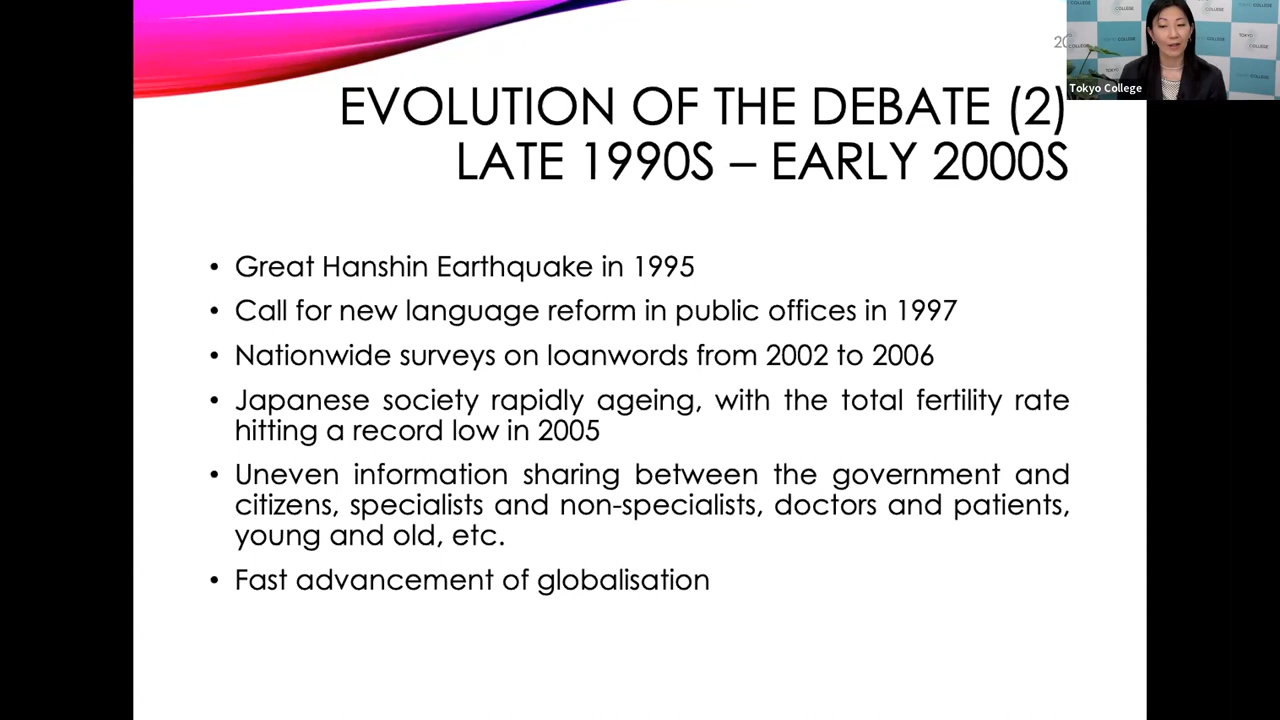 EVOLUTION OF THE DEBATE (2)
LATE 1990S – EARLY 2000S
• Great Hanshin Earthquake in 1995
• Call for new language reform in public offices in 1997
• Nationwide surveys on loanwords from 2002 to 2006
• Japanese society rapidly ageing, with the total fertility rate
hitting a record low in 2005
• Uneven information sharing between the government and
citizens, specialists and non-specialists, doctors and patients,
young and old, etc.
• Fast advancement of globalisation
Tokyo College